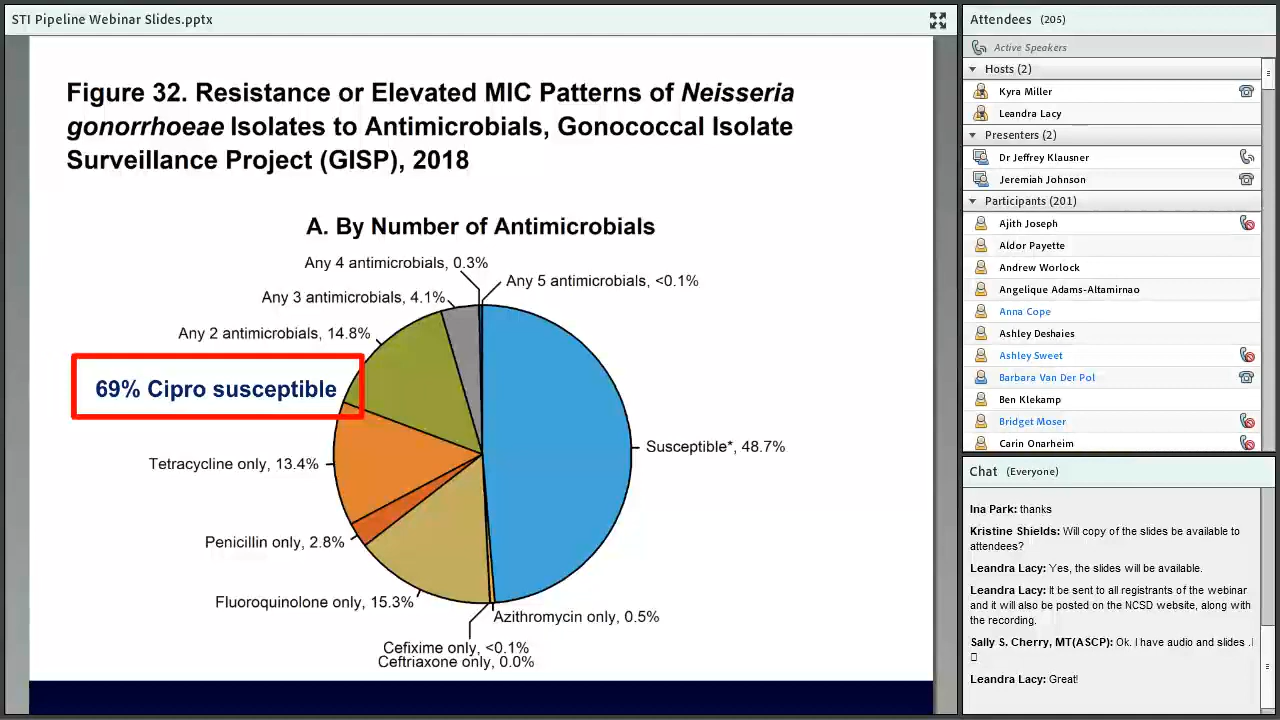 STI Pipeline Webinar Slides.pptx
Figure 32. Resistance or Elevated MIC Patterns of Neisseria
gonorrhoeae Isolates to Antimicrobials, Gonococcal Isolate
Surveillance Project (GISP), 2018
A. By Number of Antimicrobials
Any 4 antimicrobials, 0.3%
Any 5 antimicrobials, <0.1%
Any 3 antimicrobials, 4.1%
Any 2 antimicrobials, 14.8%
69% Cipro susceptible
Susceptible*, 48.7%
Tetracycline only, 13.4%
Penicillin only, 2.8%
Fluoroquinolone only, 15.3%
Azithromycin only, 0.5%
Cefixime only, <0.1%
Ceftriaxone only, 0.0%
Attendees (205)
Active Speakers
Hosts (2)
Kyra Miller
Leandra Lacy
Presenters (2)
Dr Jeffrey Klausner
Jeremiah Johnson
Participants (201)
Ajith Joseph
Aldor Payette
Andrew Worlock
Angelique Adams-Altamirnao
Anna Cope
Ashley Deshaies
Ashley Sweet
Barbara Van Der Pol
Ben Klekamp
Bridget Moser
Carin Onarheim
Chat (Everyone)
Ina Park: thanks
Kristine Shields: Will copy of the slides be available to
attendees?
Leandra Lacy: Yes, the slides will be available.
Leandra Lacy: It be sent to all registrants of the webinar
and it will also be posted on the NCSD website, along with
the recording.
Sally S. Cherry, MT(ASCP): Ok. I have audio and slides .I
Leandra Lacy: Great!